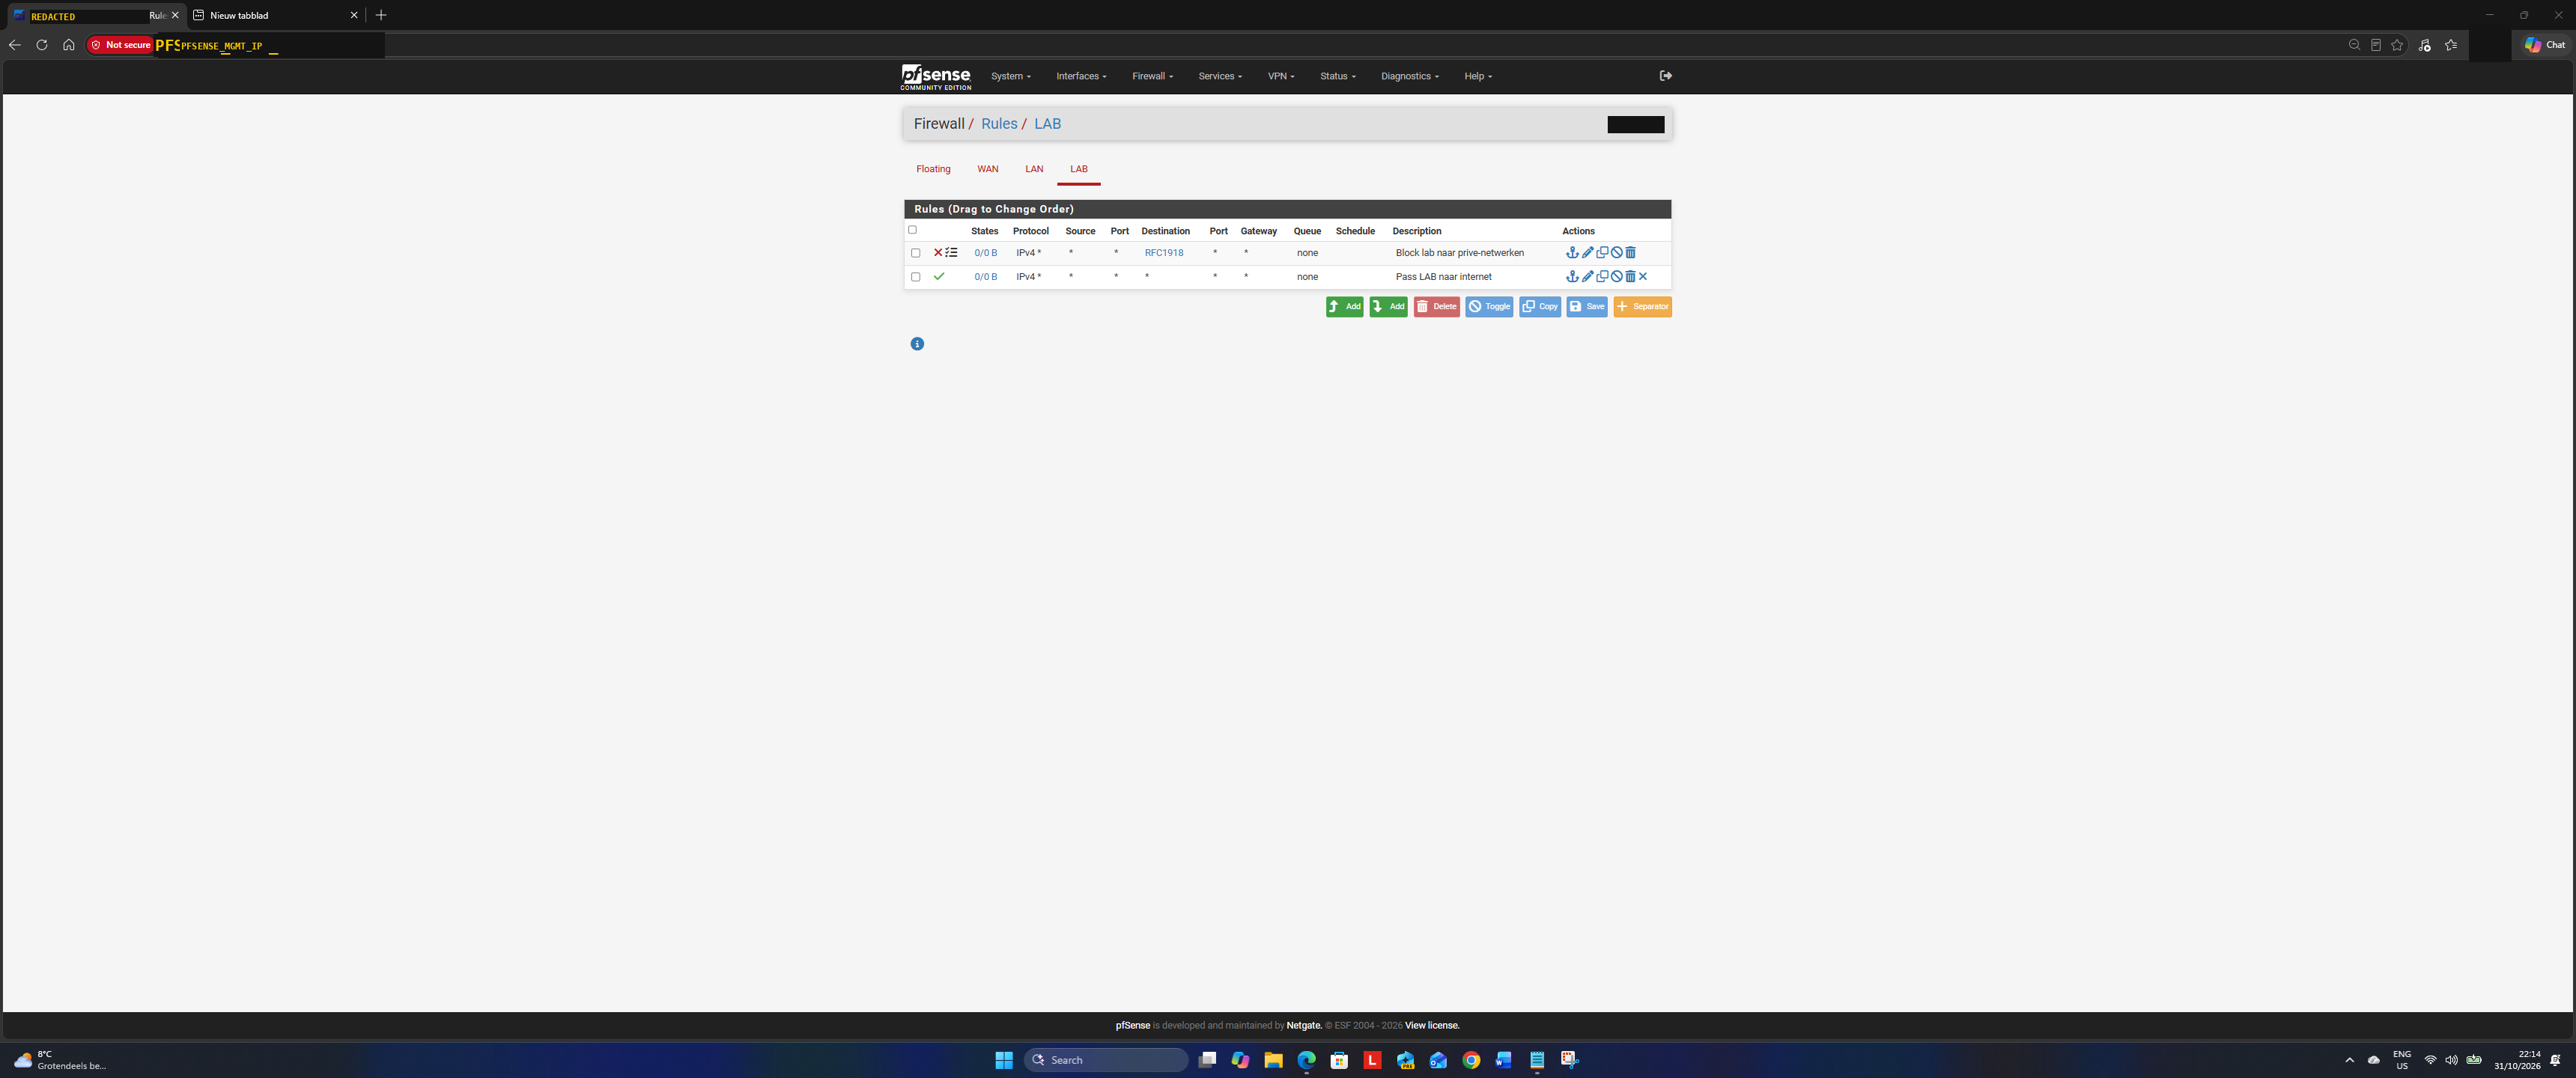 REDACTED Rule Nieuw tabblad
Not secure PFS PFSENSE_MGMT_IP Chat
pfsense COMMUNITY EDITION System Interfaces Firewall Services VPN Status Diagnostics Help
Firewall / Rules / LAB
Floating WAN LAN LAB
Rules (Drag to Change Order)
States Protocol Source Port Destination Port Gateway Queue Schedule Description Actions
0/0 B IPv4 * * * RFC1918 * * none Block lab naar prive-netwerken
0/0 B IPv4 * * * * * * none Pass LAB naar internet
Add Add Delete Toggle Copy Save Separator
pfSense is developed and maintained by Netgate. © ESF 2004 - 2026 View license.
8°C
Grotendeels be...
Search
L
PRE
ENG
US
22:14
31/10/2026